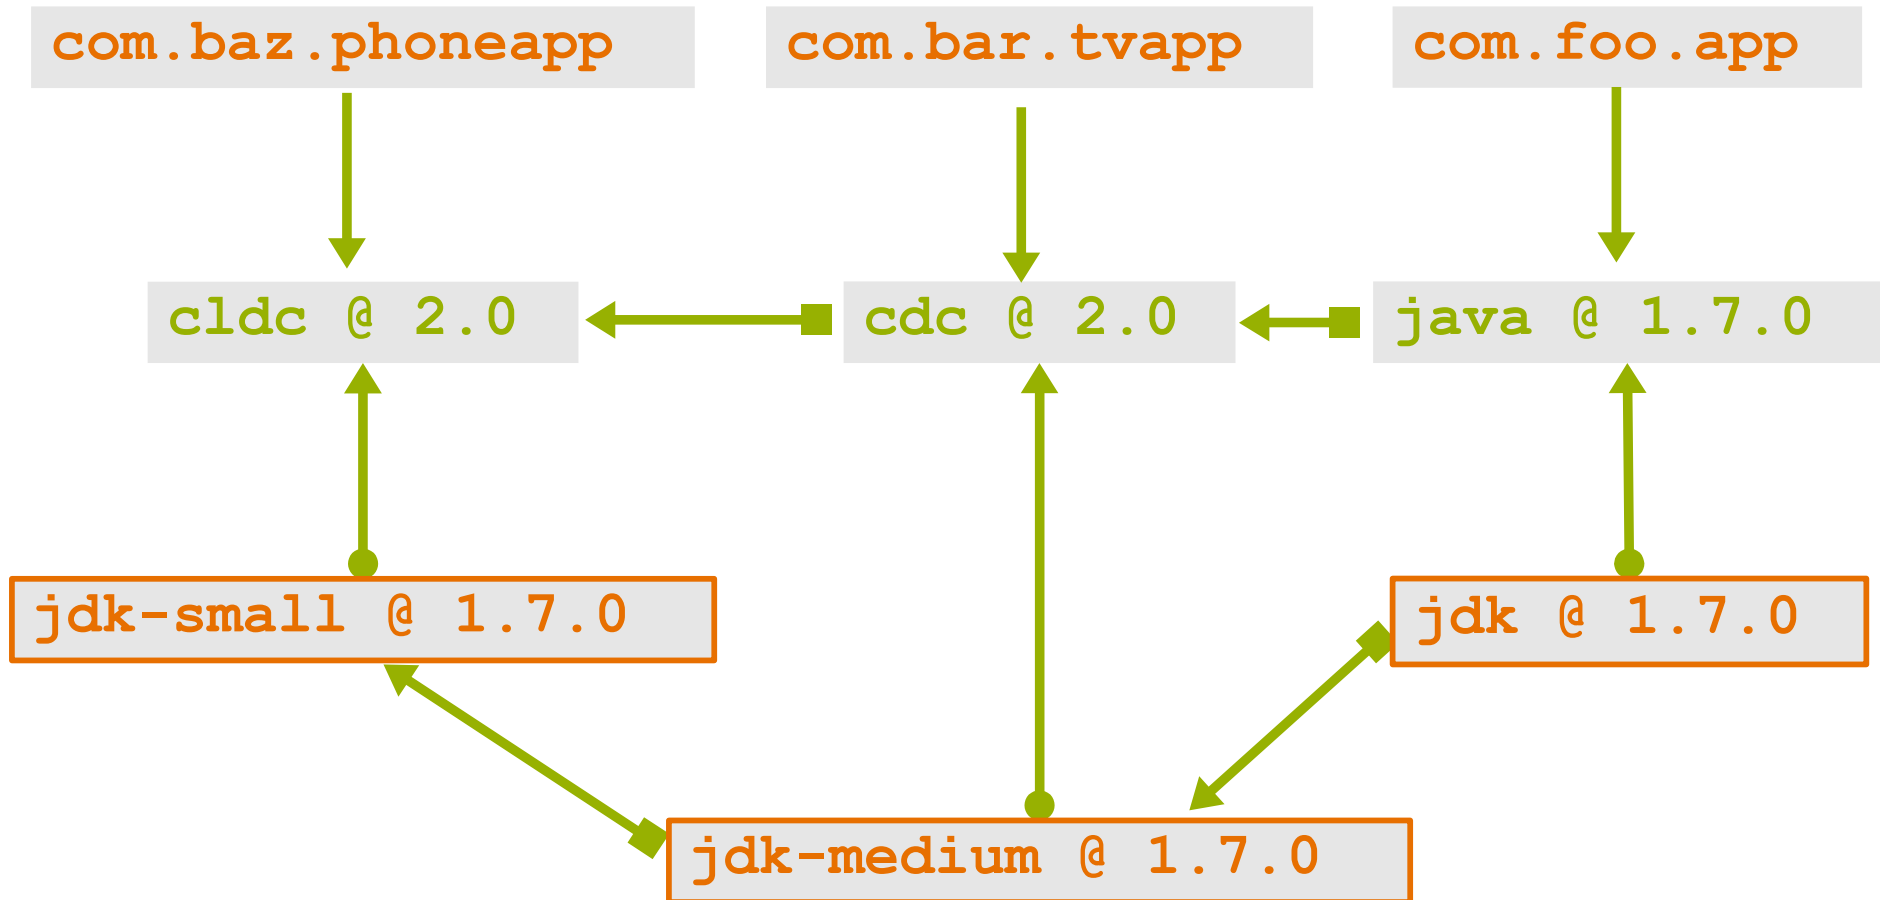 com.baz.phoneapp
com.bar.tvapp
com.foo.app
cldc @ 2.0
cdc @ 2.0
java @ 1.7.0
jdk-small @ 1.7.0
jdk @ 1.7.0
jdk-medium @ 1.7.0